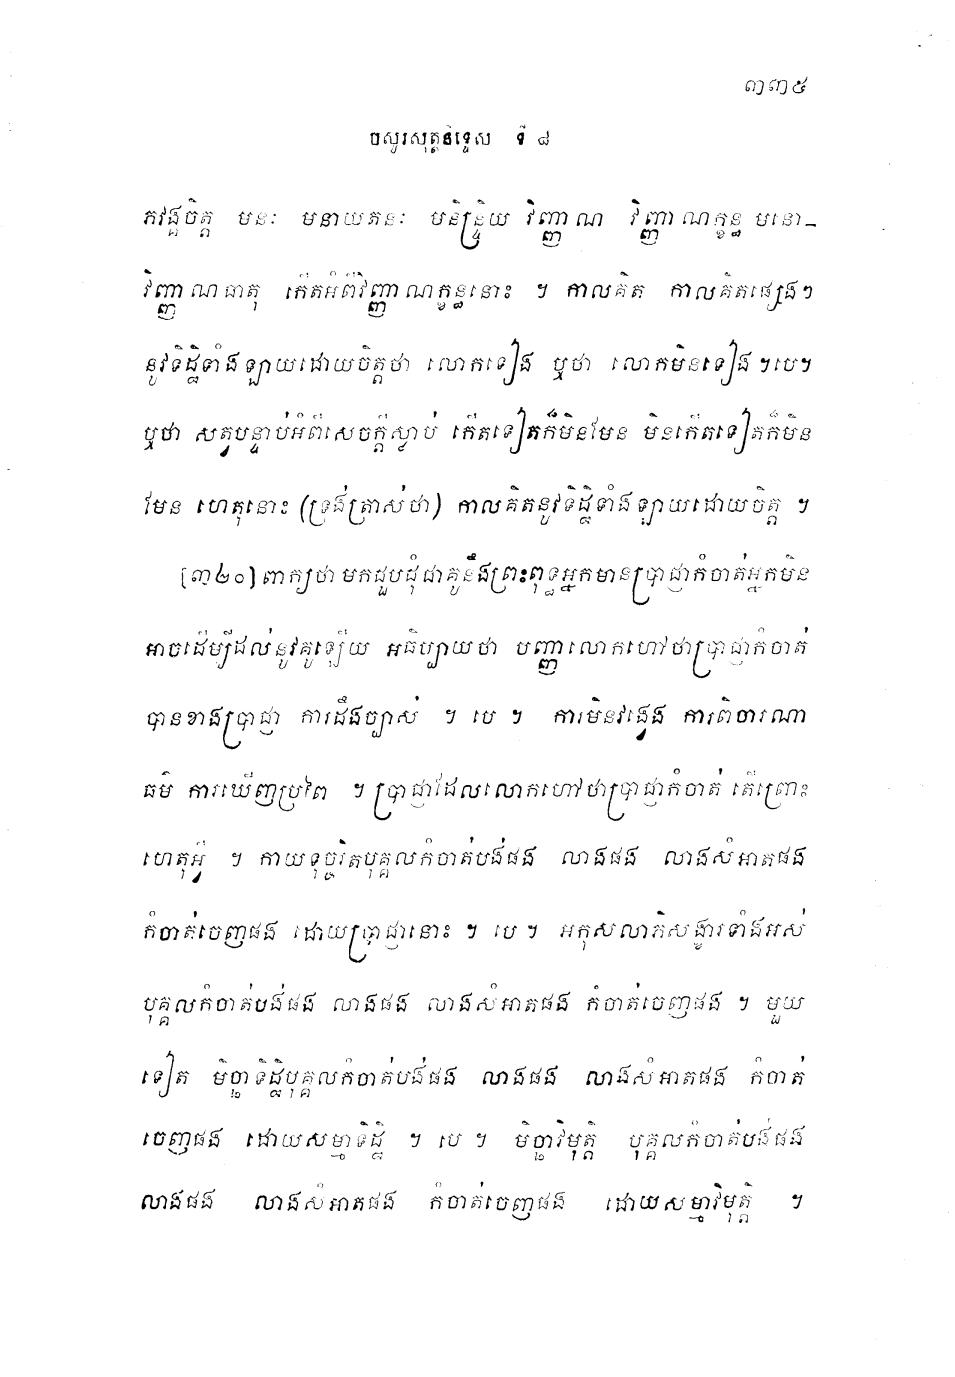 ៣៣៥
បសូរសុត្តនិទ្ទេស ទី ៨
ភវង្គចិត្ត មនៈ មនាយតនៈ មនិន្ទ្រិយ វិញ្ញាណ វិញ្ញាណក្ខន្ធ មនោ-
វិញ្ញាណធាតុ កើតអំពីវិញ្ញាណក្ខន្ធនោះ ។ កាលគិត កាលគិតផ្សេងៗ
នូវទិដ្ឋិទាំងឡាយដោយចិត្តថា លោកទៀង ឬថា លោកមិនទៀង ។បេ។
ឬថា សត្វបន្ទាប់អំពីសេចក្តីស្លាប់ កើតទៀតក៏មិនមែន មិនកើតទៀតក៏មិន
មែន ហេតុនោះ (ទ្រង់ត្រាស់ថា) កាលគិតនូវទិដ្ឋិទាំងឡាយដោយចិត្ត ។
[៣២០] ពាក្យថា មកជួបជុំជាគូនឹងព្រះពុទ្ធអ្នកមានប្រាជ្ញាកំចាត់អ្នកមិន
អាចដើម្បីដល់នូវគូឡើយ អធិប្បាយថា បញ្ញាលោកហៅថាប្រាជ្ញាកំចាត់
បានខាងប្រាជ្ញា ការដឹងច្បាស់ ។ បេ ។ ការមិនវង្វេង ការពិចារណា
ធម៌ ការឃើញប្រពៃ ។ ប្រាជ្ញាដែលលោកហៅថាប្រាជ្ញាកំចាត់ តើព្រោះ
ហេតុអ្វី ។ កាយទុច្ចរិតបុគ្គលកំចាត់បង់ផង លាងផង លាងសំអាតផង
កំចាត់ចេញផង ដោយប្រាជ្ញានោះ ។ បេ ។ អកុសលាភិសង្ខារទាំងអស់
បុគ្គលកំចាត់បង់ផង លាងផង លាងសំអាតផង កំចាត់ចេញផង ។ មួយ
ទៀត មិច្ឆាទិដ្ឋិបុគ្គលកំចាត់បង់ផង លាងផង លាងសំអាតផង កំចាត់
ចេញផង ដោយសម្មាទិដ្ឋិ ។ បេ ។ មិច្ឆាវិមុត្តិ បុគ្គលកំចាត់បង់ផង
លាងផង លាងសំអាតផង កំចាត់ចេញផង ដោយសម្មាវិមុត្តិ ។